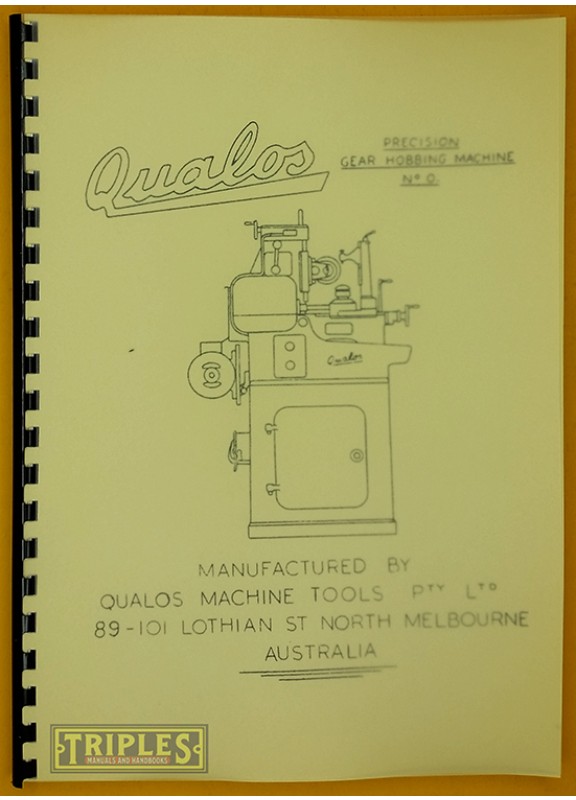 Qualos
PRECISION
GEAR HOBBING MACHINE
Nº 0.
Qualos
MANUFACTURED BY
QUALOS MACHINE TOOLS PTY LTD
89-101 LOTHIAN ST NORTH MELBOURNE
AUSTRALIA
TRIPLES
MANUALS AND HANDBOOKS